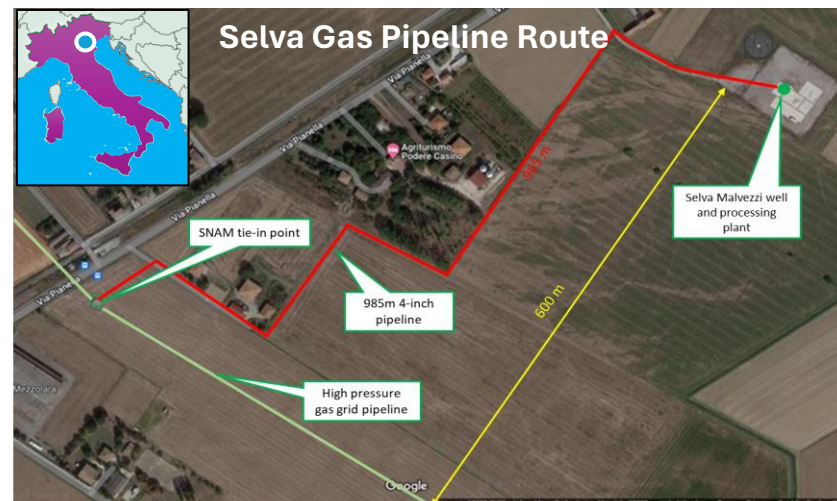 Selva Gas Pipeline Route
Via Pianella
Via Pianella
Agriturismo
Podere Casino
Via Pianella
SNAM tie-in point
Selva Malvezzi well
and processing
plant
985m 4-inch
pipeline
600 m
Via Pianella
Mezzolara
High pressure
gas grid pipeline
Google